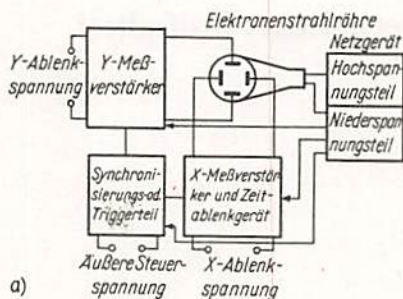 Elektronenstrahlröhre
Netzgerät
Y-Ablenk-
spannung
Y-Meß-
verstärker
Hochspan-
nungsteil
Niederspan-
nungsteil
Synchroni-
sierungs-od.
Triggerteil
X-Meßverstär-
ker und Zeit-
ablenkgerät
Äußere Steuer-
spannung
X-Ablenk-
spannung
a)